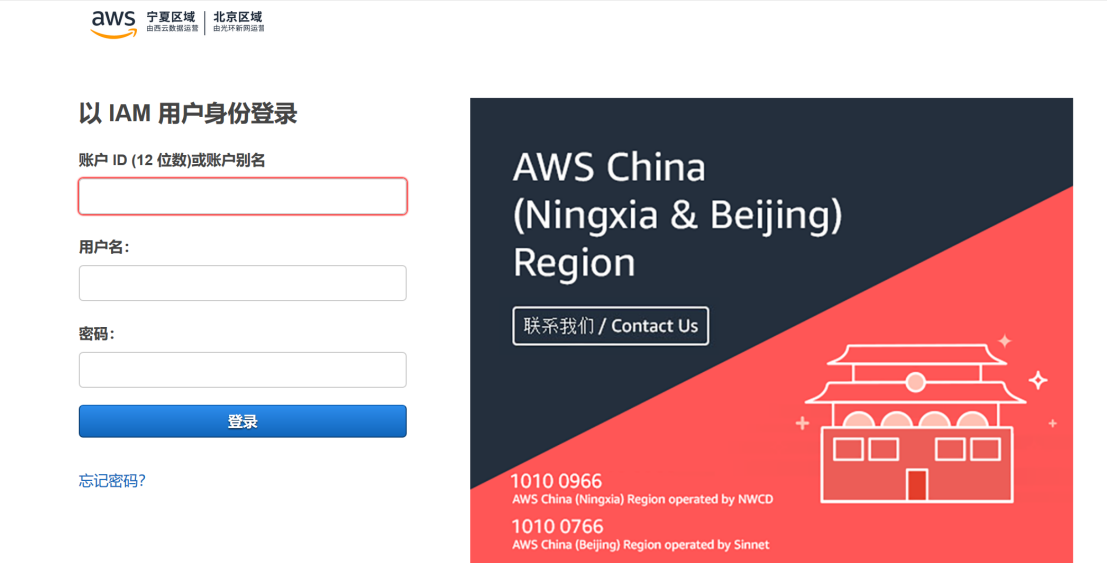 aws 宁夏区域 | 北京区域
由西云数据运营 由光环新网运营
以 IAM 用户身份登录
账户 ID (12 位数)或账户别名
用户名:
密码:
登录
忘记密码?
AWS China
(Ningxia & Beijing)
Region
联系我们 / Contact Us
1010 0966
AWS China (Ningxia) Region operated by NWCD
1010 0766
AWS China (Beijing) Region operated by Sinnet